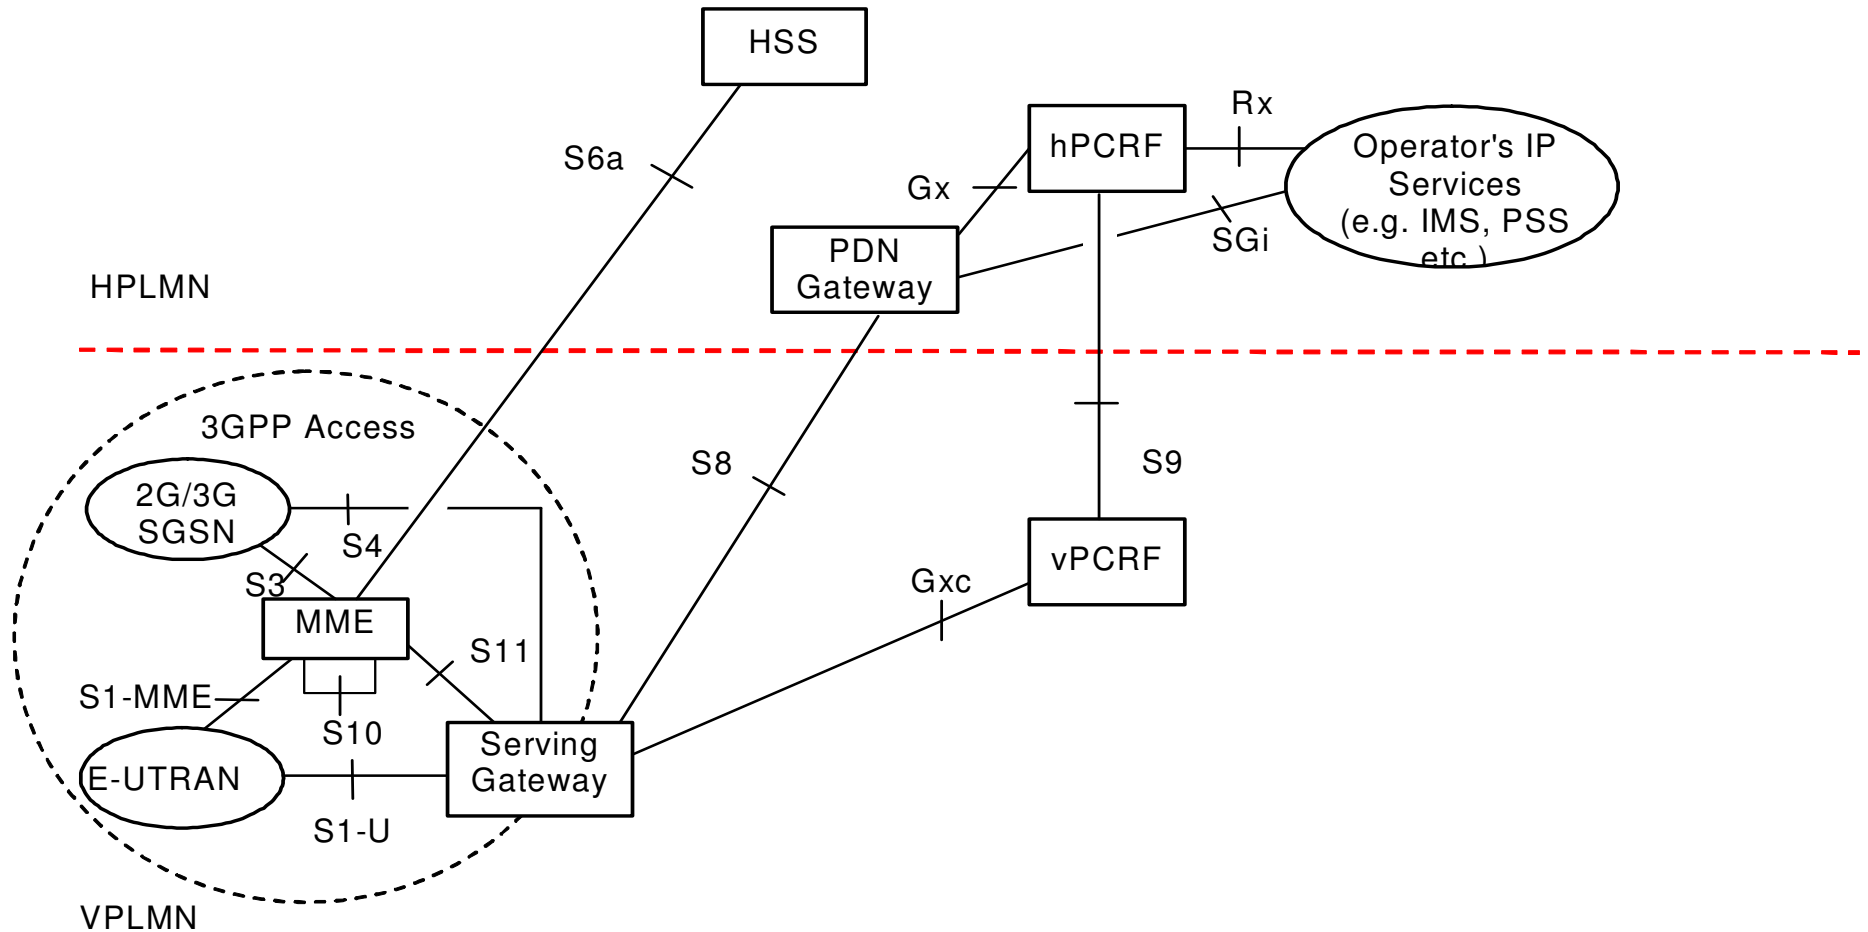 HSS
Rx
hPCRF
Operator's IP
Services
(e.g. IMS, PSS
etc.)
S6a
Gx
SGi
PDN
Gateway
HPLMN
3GPP Access
S8
S9
2G/3G
SGSN
S4
S3
vPCRF
Gxc
MME
S11
S1-MME
S10
Serving
Gateway
E-UTRAN
S1-U
VPLMN